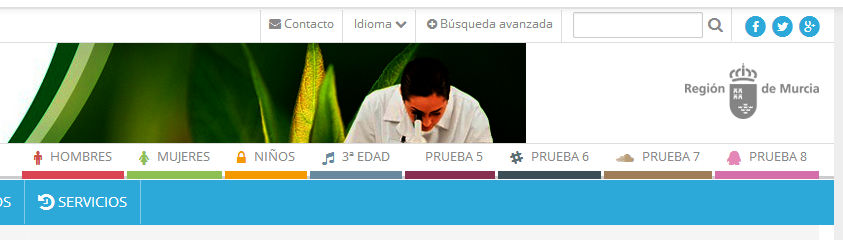 Contacto Idioma Búsqueda avanzada
Región de Murcia
HOMBRES MUJERES NIÑOS 3ª EDAD PRUEBA 5 PRUEBA 6 PRUEBA 7 PRUEBA 8
OS SERVICIOS